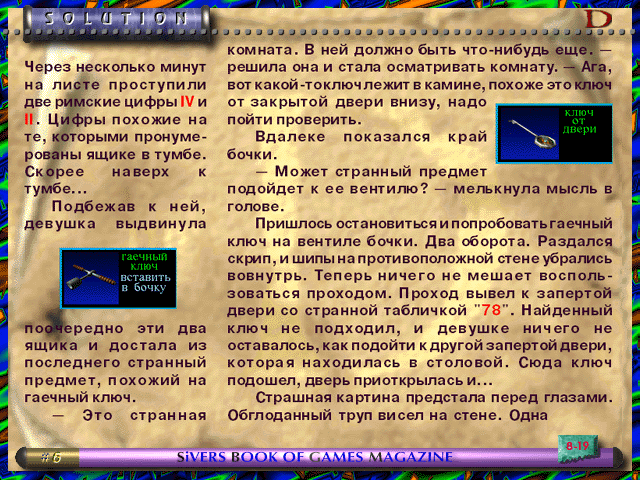 SOLUTION
D
Через несколько минут
на листе проступили
две римские цифры IV и
II. Цифры похожие на
те, которыми пронуме-
рованы ящике в тумбе.
Скорее наверх к
тумбе...
Подбежав к ней,
девушка выдвинула
гаечный
ключ
вставить
в бочку
поочередно эти два
ящика и достала из
последнего странный
предмет, похожий на
гаечный ключ.
— Это странная
комната. В ней должно быть что-нибудь еще. —
решила она и стала осматривать комнату. — Ага,
вот какой-тоключ лежит в камине, похоже это ключ
от закрытой двери внизу, надо
пойти проверить.
ключ
от
двери
Вдалеке показался край
бочки.
— Может странный предмет
подойдет к ее вентилю? — мелькнула мысль в
голове.
Пришлось остановиться и попробовать гаечный
ключ на вентиле бочки. Два оборота. Раздался
скрип, и шипы на противоположной стене убрались
вовнутрь. Теперь ничего не мешает восполь-
зоваться проходом. Проход вывел к запертой
двери со странной табличкой "78". Найденный
ключ не подходил, и девушке ничего не
оставалось, как подойти к другой запертой двери,
которая находилась в столовой. Сюда ключ
подошел, дверь приоткрылась и...
Страшная картина предстала перед глазами.
Обглоданный труп висел на стене. Одна
#6
SiVERS BOOK OF GAMES MAGAZINE
8-19